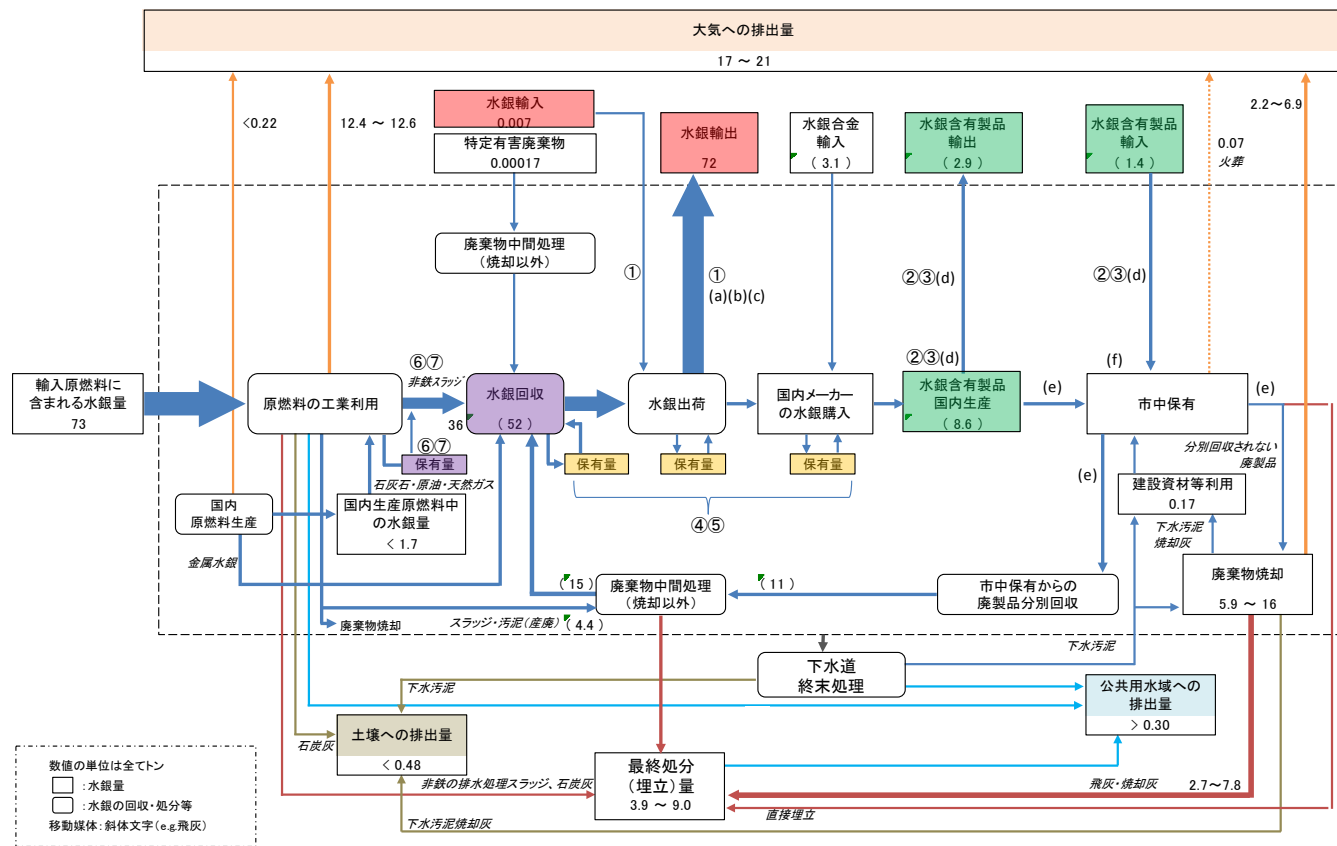 大気への排出量
17 ～ 21
<0.22
12.4 ～ 12.6
水銀輸入
0.007
特定有害廃棄物
0.00017
水銀輸出
72
水銀合金
輸入
( 3.1 )
水銀含有製品
輸出
( 2.9 )
水銀含有製品
輸入
( 1.4 )
0.07
火葬
2.2～6.9
廃棄物中間処理
(焼却以外)
①
①
(a)(b)(c)
②③(d)
②③(d)
輸入原燃料に
含まれる水銀量
73
原燃料の工業利用
⑥⑦
非鉄スラッジ
36
水銀回収
( 52 )
水銀出荷
国内メーカー
の水銀購入
②③(d)
水銀含有製品
国内生産
( 8.6 )
(e)
(f)
市中保有
(e)
⑥⑦
保有量
保有量
保有量
保有量
④⑤
(e)
分別回収されない
廃製品
石灰石・原油・天然ガス
国内
原燃料生産
国内生産原燃料中
の水銀量
< 1.7
建設資材等利用
0.17
下水汚泥
焼却灰
金属水銀
廃棄物焼却
5.9 ～ 16
(15)
廃棄物中間処理
(焼却以外)
( 11 )
市中保有からの
廃製品分別回収
廃棄物焼却
スラッジ・汚泥(産廃)
( 4.4 )
下水道
終末処理
下水汚泥
下水汚泥
公共用水域への
排出量
> 0.30
土壌への排出量
< 0.48
石炭灰
最終処分
(埋立)量
3.9 ～ 9.0
非鉄の排水処理スラッジ、石炭灰
飛灰・焼却灰
2.7～7.8
直接埋立
下水汚泥焼却灰
数値の単位は全てトン
：水銀量
：水銀の回収・処分等
移動媒体：斜体文字(e.g.飛灰)